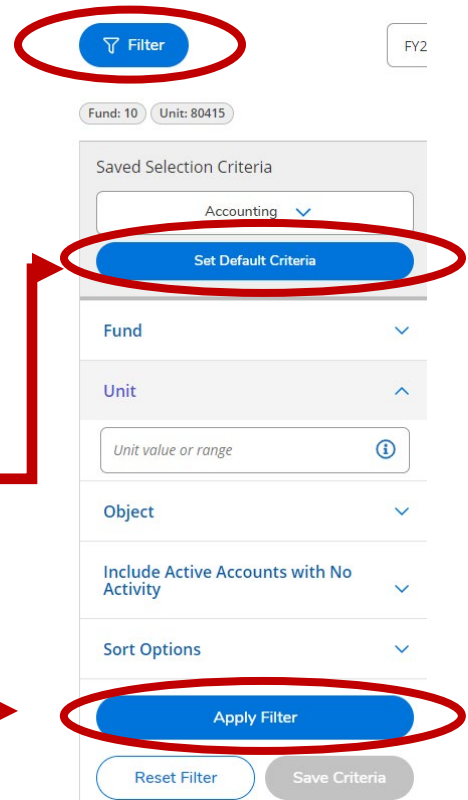 Filter
FY2
Fund: 10 Unit: 80415
Saved Selection Criteria
Accounting
Set Default Criteria
Fund
Unit
Unit value or range
Object
Include Active Accounts with No
Activity
Sort Options
Apply Filter
Reset Filter Save Criteria